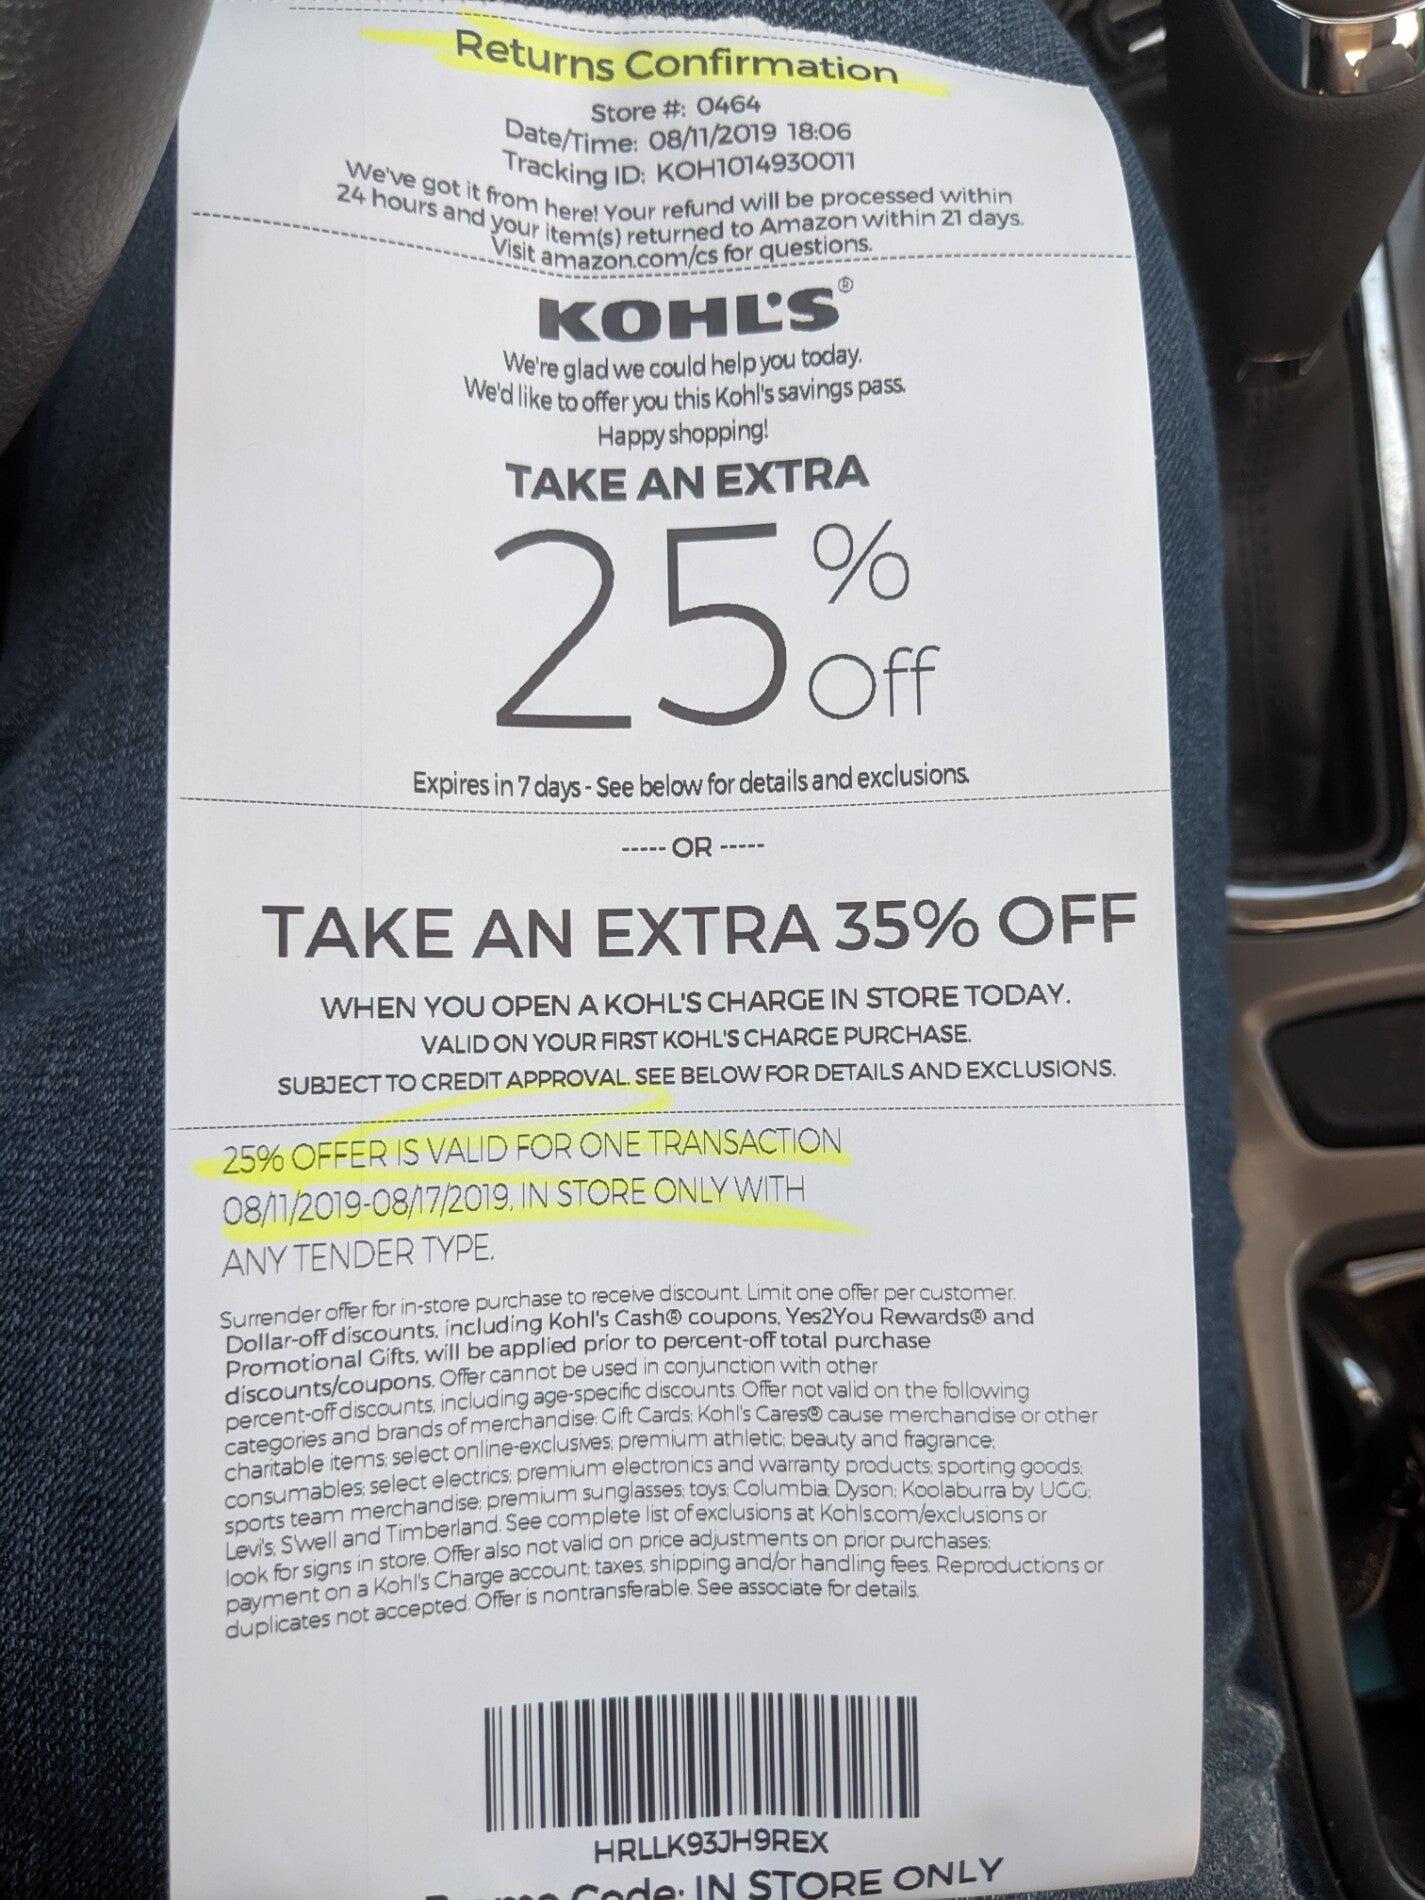 Returns Confirmation
Store #: 0464
Date/Time: 08/11/2019 18:06
Tracking ID: KOH1014930011
We've got it from here! Your refund will be processed within
24 hours and your item(s) returned to Amazon within 21 days.
Visit amazon.com/cs for questions.
KOHL'S®
We're glad we could help you today.
We'd like to offer you this Kohl's savings pass.
Happy shopping!
TAKE AN EXTRA
25% Off
Expires in 7 days - See below for details and exclusions.
----- OR -----
TAKE AN EXTRA 35% OFF
WHEN YOU OPEN A KOHL'S CHARGE IN STORE TODAY.
VALID ON YOUR FIRST KOHL'S CHARGE PURCHASE.
SUBJECT TO CREDIT APPROVAL. SEE BELOW FOR DETAILS AND EXCLUSIONS.
25% OFFER IS VALID FOR ONE TRANSACTION
08/11/2019-08/17/2019, IN STORE ONLY WITH
ANY TENDER TYPE.
Surrender offer for in-store purchase to receive discount. Limit one offer per customer.
Dollar-off discounts, including Kohl's Cash® coupons, Yes2You Rewards® and
Promotional Gifts, will be applied prior to percent-off total purchase
discounts/coupons. Offer cannot be used in conjunction with other
percent-off discounts, including age-specific discounts. Offer not valid on the following
categories and brands of merchandise: Gift Cards; Kohl's Cares® cause merchandise or other
charitable items; select online-exclusives; premium athletic; beauty and fragrance;
consumables; select electrics; premium electronics and warranty products; sporting goods;
sports team merchandise; premium sunglasses; toys; Columbia; Dyson; Koolaburra by UGG;
Levi's; S'well and Timberland. See complete list of exclusions at Kohls.com/exclusions or
look for signs in store. Offer also not valid on price adjustments on prior purchases;
payment on a Kohl's Charge account; taxes, shipping and/or handling fees. Reproductions or
duplicates not accepted. Offer is nontransferable. See associate for details.
HRLLK93JH9REX
Code: IN STORE ONLY